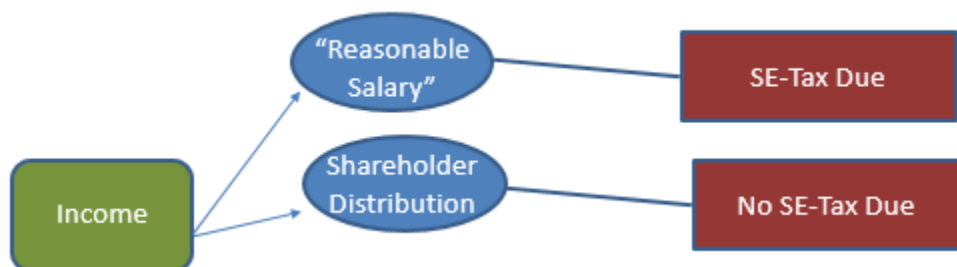 “Reasonable
Salary”
SE-Tax Due
Shareholder
Distribution
Income
No SE-Tax Due